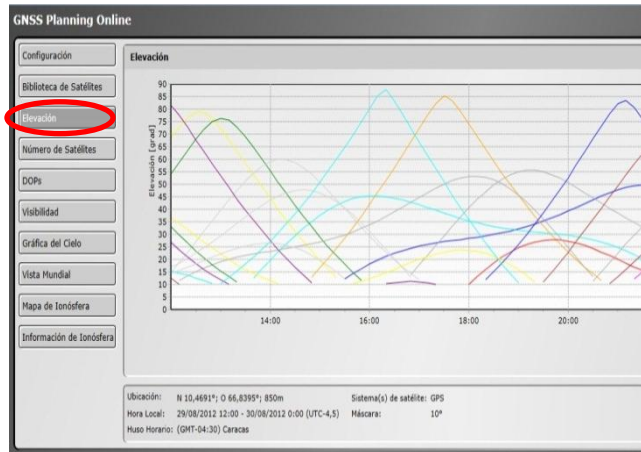 GNSS Planning Online
Configuración
Biblioteca de Satélites
Elevación
Número de Satélites
DOPs
Visibilidad
Gráfica del Cielo
Vista Mundial
Mapa de Ionósfera
Información de Ionósfera
Elevación
Elevación [grad]
90
85
80
75
70
65
60
55
50
45
40
35
30
25
20
15
10
5
0
14:00 16:00 18:00 20:00
Ubicación: N 10,4691°; O 66,8395°; 850m Sistema(s) de satélite: GPS
Hora Local: 29/08/2012 12:00 - 30/08/2012 0:00 (UTC-4,5) Máscara: 10°
Huso Horario: (GMT-04:30) Caracas